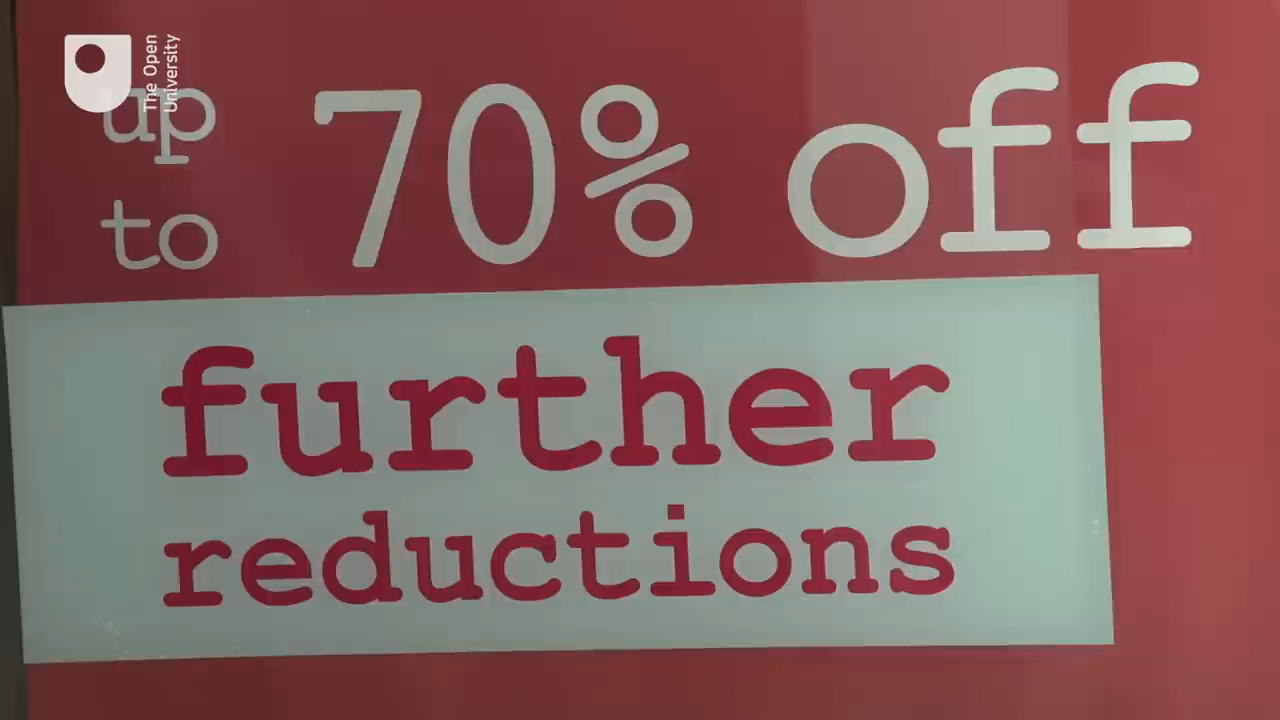 The Open
University
up
to
70% off
further
reductions